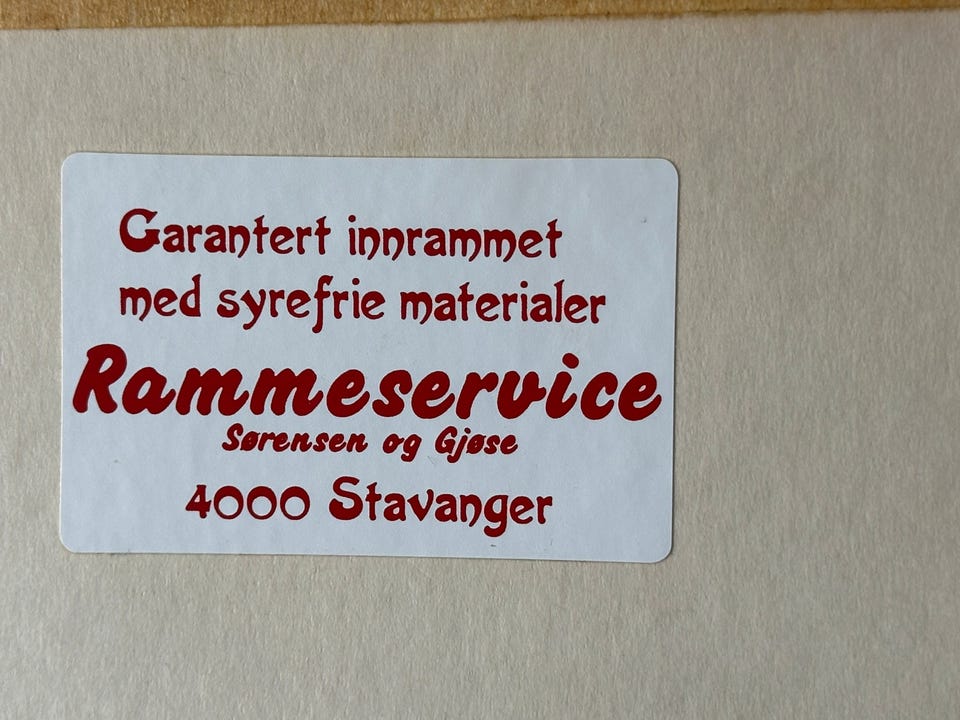 Garantert innrammet
med syrefrie materialer
Rammeservice
Sørensen og Gjøse
4000 Stavanger